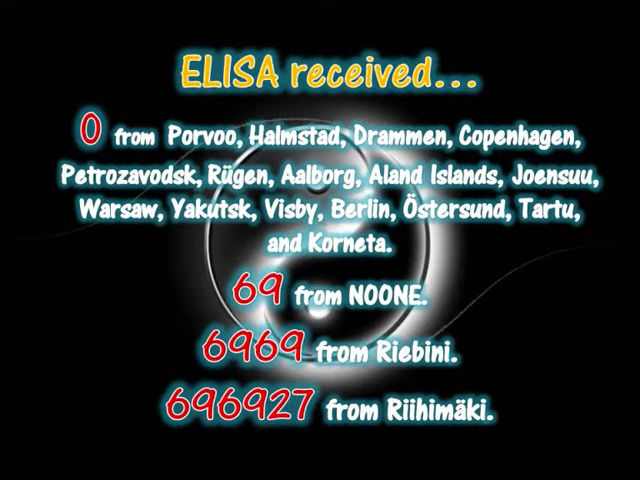 ELISA received...
0 from Porvoo, Halmstad, Drammen, Copenhagen,
Petrozavodsk, Rügen, Aalborg, Aland Islands, Joensuu,
Warsaw, Yakutsk, Visby, Berlin, Östersund, Tartu,
and Korneta.
69 from NOONE.
6969 from Riebini.
696927 from Riihimäki.